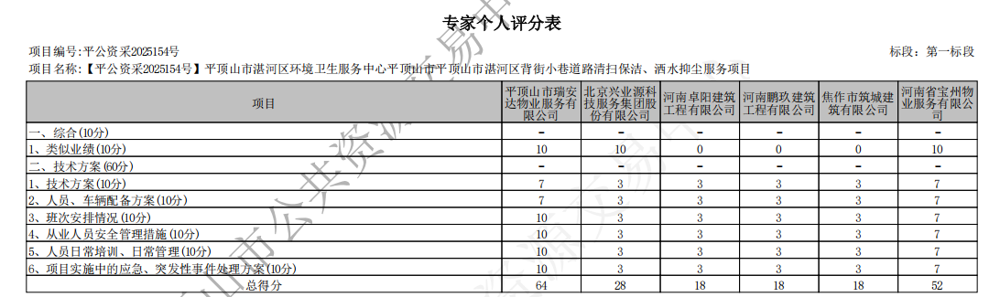 专家个人评分表
项目编号:平公资采2025154号 标段：第一标段
项目名称:【平公资采2025154号】平顶山市湛河区环境卫生服务中心平顶山市平顶山市湛河区背街小巷道路清扫保洁、洒水抑尘服务项目
项目 平顶山市瑞安达物业服务有限公司 北京兴业源科技服务集团股份有限公司 河南卓阳建筑工程有限公司 河南鹏玖建筑工程有限公司 焦作市筑城建筑有限公司 河南省宝州物业服务有限公司
一、综合(10分) - - - - - -
1、类似业绩(10分) 10 10 0 0 0 10
二、技术方案(60分) - - - - - -
1、技术方案(10分) 7 3 3 3 3 7
2、人员、车辆配备方案(10分) 7 3 3 3 3 7
3、班次安排情况(10分) 10 3 3 3 3 7
4、从业人员安全管理措施(10分) 10 3 3 3 3 7
5、人员日常培训、日常管理(10分) 10 3 3 3 3 7
6、项目实施中的应急、突发性事件处理方案(10分) 10 3 3 3 3 7
总得分 64 28 18 18 18 52